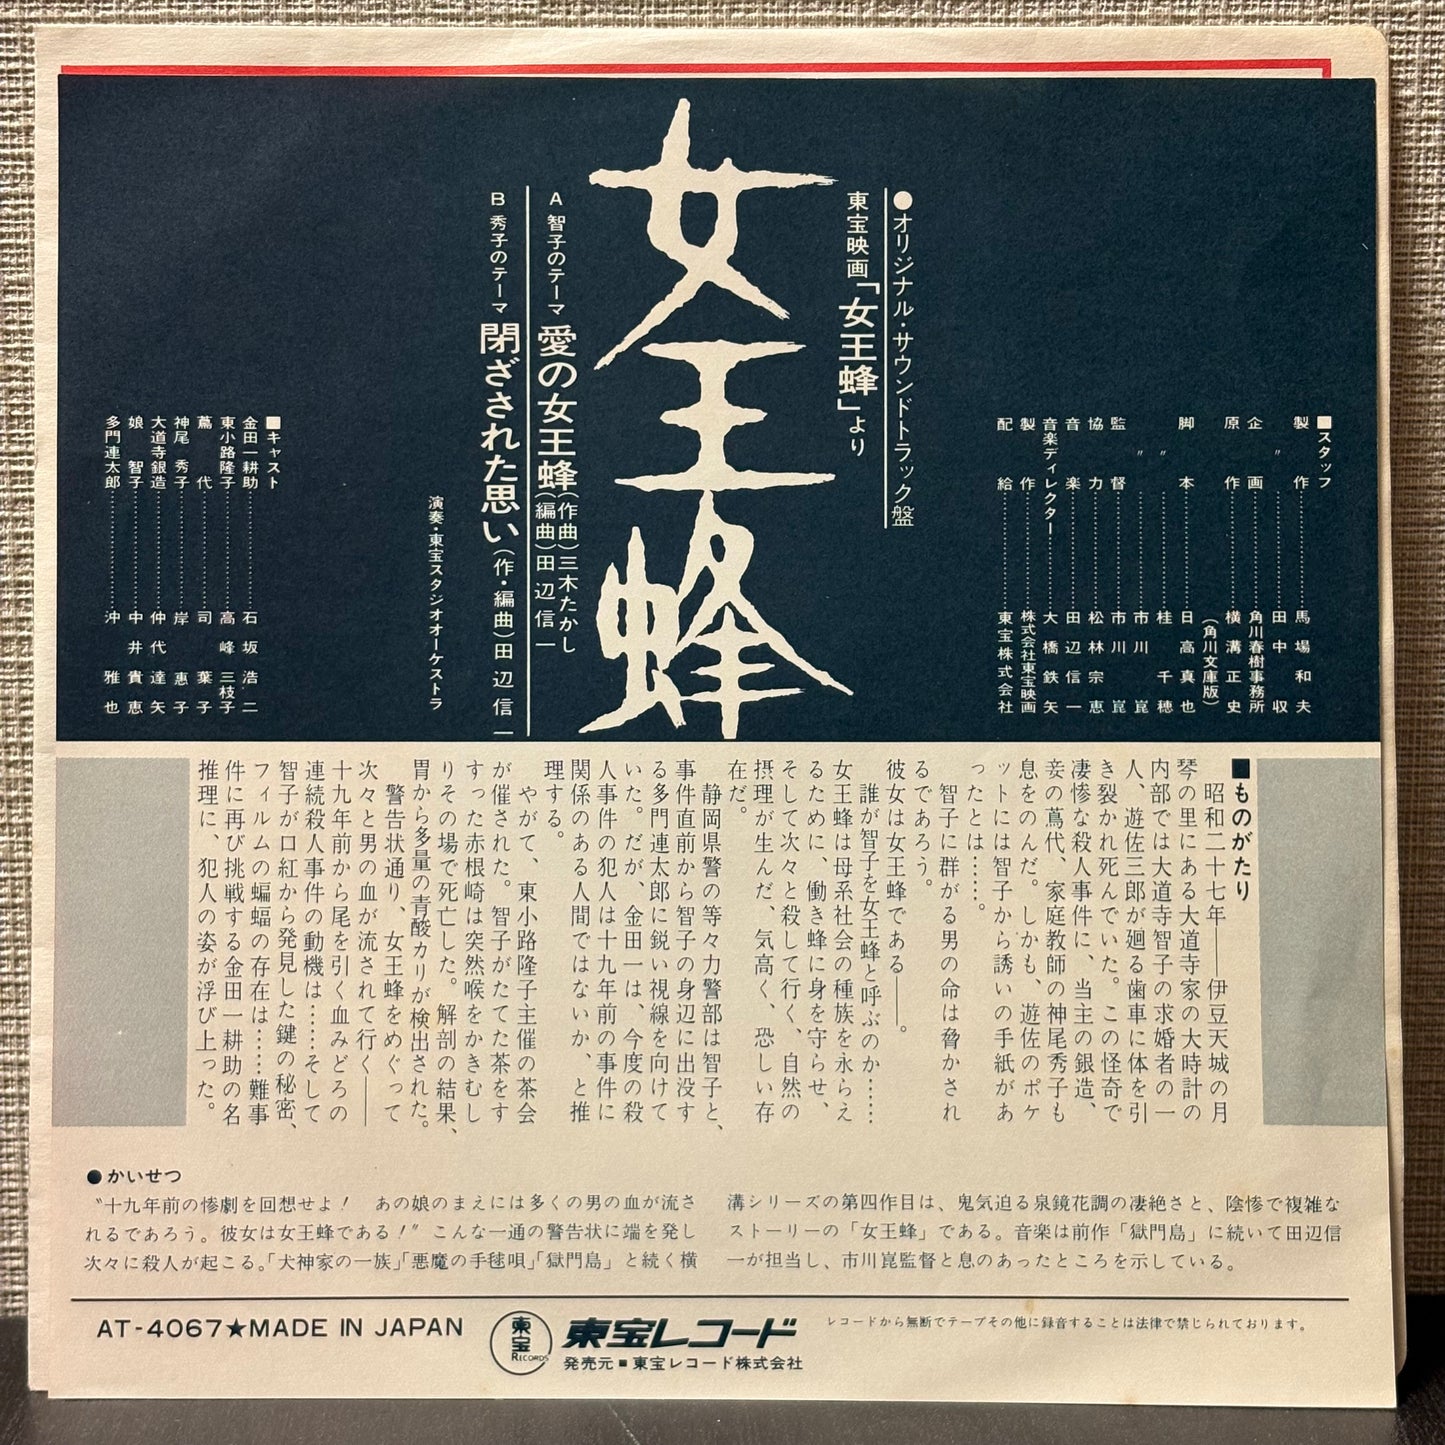 ●オリジナル・サウンドトラック盤
東宝映画「女王蜂」より
女王蜂
A 智子のテーマ 愛の女王蜂(作曲)三木たかし
(編曲)田辺信一
B 秀子のテーマ 閉ざされた思い(作・編曲)田辺信一
演奏・東宝スタジオオーケストラ
■スタッフ
製作…………馬場和夫
〃…………田中収
企画…………角川春樹事務所
原作…………横溝正史
(角川文庫版)
脚本…………日高真也
〃…………桂千穂
〃…………市川崑
監督…………市川崑
協力…………松林宗恵
音楽…………田辺信一
音楽ディレクター…………大橋鉄矢
製作…………株式会社東宝映画
配給…………東宝株式会社
■キャスト
金田一耕助…………石坂浩二
東小路隆子…………高峰三枝子
蔦代…………司葉子
神尾秀子…………岸惠子
大道寺銀造…………仲代達矢
娘智子…………中井貴恵
多門連太郎…………沖雅也
■ものがたり
昭和二十七年――伊豆天城の月
琴の里にある大道寺家の大時計の
内部では大道寺智子の求婚者の一
人、遊佐三郎が廻る歯車に体を引
き裂かれ死んでいた。この怪奇で
凄惨な殺人事件に、当主の銀造、
妾の蔦代、家庭教師の神尾秀子も
息をのんだ。しかも、遊佐のポケ
ットには智子から誘いの手紙があ
ったとは……。
智子に群がる男の命は脅かされ
るであろう。
彼女は女王蜂である――。
誰が智子を女王蜂と呼ぶのか……
女王蜂は母系社会の種族を永らえ
るために、働き蜂に身を守らせ、
そして次々と殺して行く、自然の
摂理が生んだ、気高く、恐しい存
在だ。
静岡県警の等々力警部は智子と、
事件直前から智子の身辺に出没す
る多門連太郎に鋭い視線を向けて
いた。だが、金田一は、今度の殺
人事件の犯人は十九年前の事件に
関係のある人間ではないか、と推
理する。
やがて、東小路隆子主催の茶会
が催された。智子がたてた茶をす
すった赤根崎は突然喉をかきむし
りその場で死亡した。解剖の結果、
胃から多量の青酸カリが検出された。
警告状通り、女王蜂をめぐって
次々と男の血が流されて行く――
十九年前から尾を引く血みどろの
連続殺人事件の動機は……そして
智子が口紅から発見した鍵の秘密、
フィルムの蝙蝠の存在は……難事
件に再び挑戦する金田一耕助の名
推理に、犯人の姿が浮び上った。
●かいせつ
〝十九年前の惨劇を回想せよ! あの娘のまえには多くの男の血が流さ
れるであろう。彼女は女王蜂である!〟こんな一通の警告状に端を発し
次々に殺人が起こる。「犬神家の一族」「悪魔の手毬唄」「獄門島」と続く横
溝シリーズの第四作目は、鬼気迫る泉鏡花調の凄絶さと、陰惨で複雑な
ストーリーの「女王蜂」である。音楽は前作「獄門島」に続いて田辺信
一が担当し、市川崑監督と息のあったところを示している。
AT-4067★MADE IN JAPAN
東宝
RECORDS
東宝レコード
発売元■東宝レコード株式会社
レコードから無断でテープその他に録音することは法律で禁じられております。